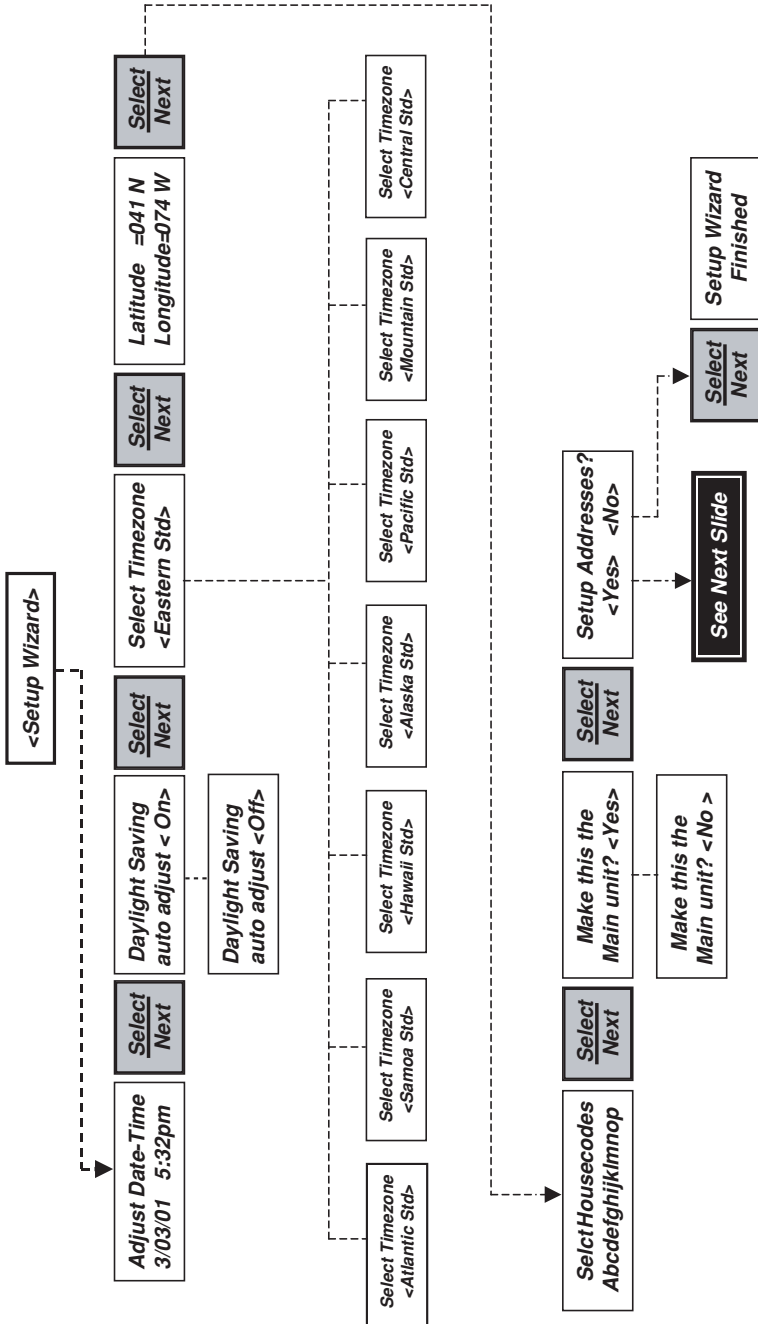 <Setup Wizard>
Adjust Date-Time
3/03/01 5:32pm
Select
Next
Daylight Saving
auto adjust < On>
Daylight Saving
auto adjust <Off>
Select
Next
Select Timezone
<Eastern Std>
Select
Next
Latitude =041 N
Longitude=074 W
Select
Next
Select Timezone
<Atlantic Std>
Select Timezone
<Samoa Std>
Select Timezone
<Hawaii Std>
Select Timezone
<Alaska Std>
Select Timezone
<Pacific Std>
Select Timezone
<Mountain Std>
Select Timezone
<Central Std>
Selct Housecodes
Abcdefghijklmnop
Select
Next
Make this the
Main unit? <Yes>
Make this the
Main unit? <No >
Select
Next
Setup Addresses?
<Yes> <No>
See Next Slide
Select
Next
Setup Wizard
Finished